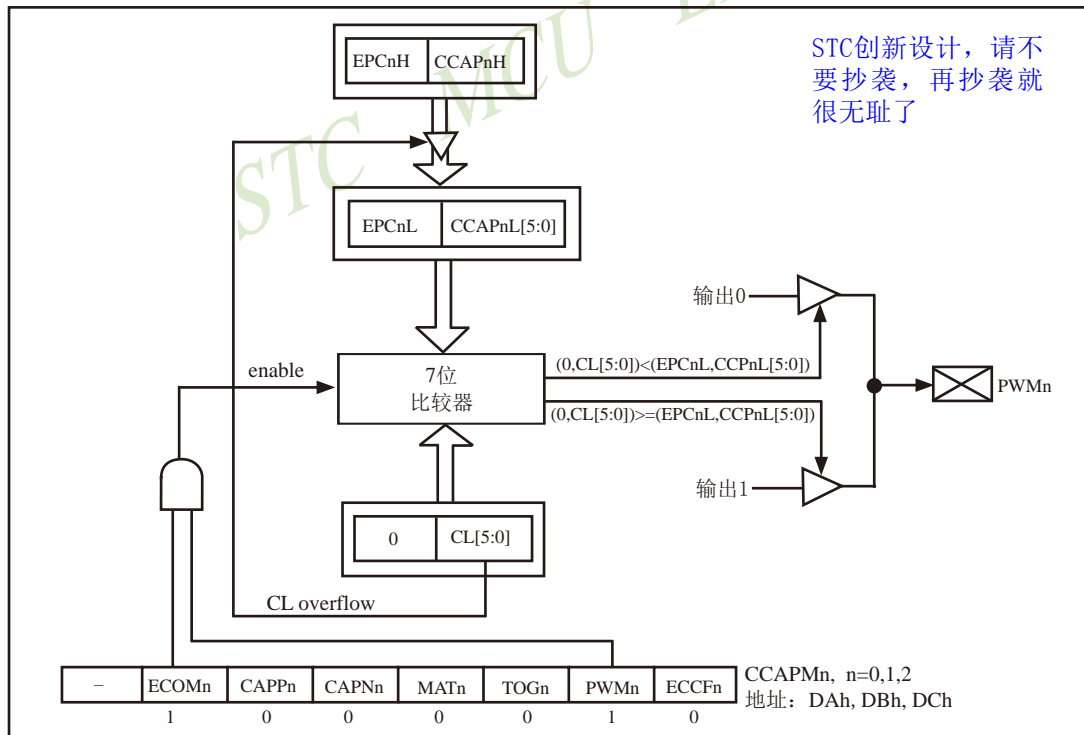 STC MCU
EPCnH CCAPnH
STC创新设计，请不
要抄袭，再抄袭就
很无耻了
EPCnL CCAPnL[5:0]
输出0
enable
7位
比较器
(0,CL[5:0])<(EPCnL,CCPnL[5:0])
(0,CL[5:0])>=(EPCnL,CCPnL[5:0])
PWMn
输出1
0 CL[5:0]
CL overflow
– ECOMn CAPPn CAPNn MATn TOGn PWMn ECCFn
CCAPMn, n=0,1,2
地址：DAh, DBh, DCh
1 0 0 0 0 1 0